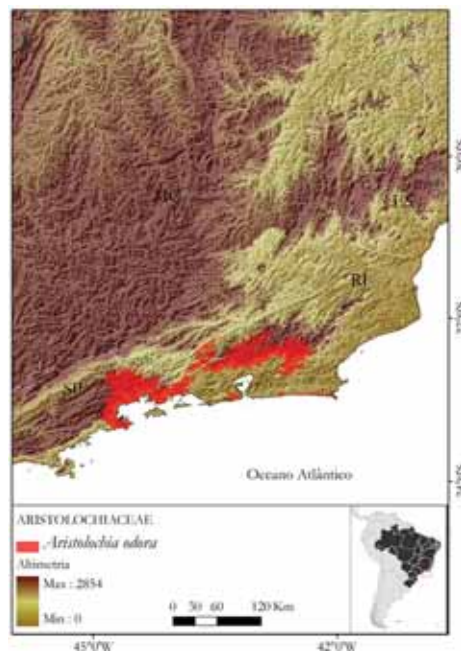 MG
ES
RJ
SP
Oceano Atlântico
ARISTOLOCHIACEAE
Aristolochia odora
Altimetria
Max : 2854
Min : 0
0 30 60 120 Km
45°0'W
42°0'W